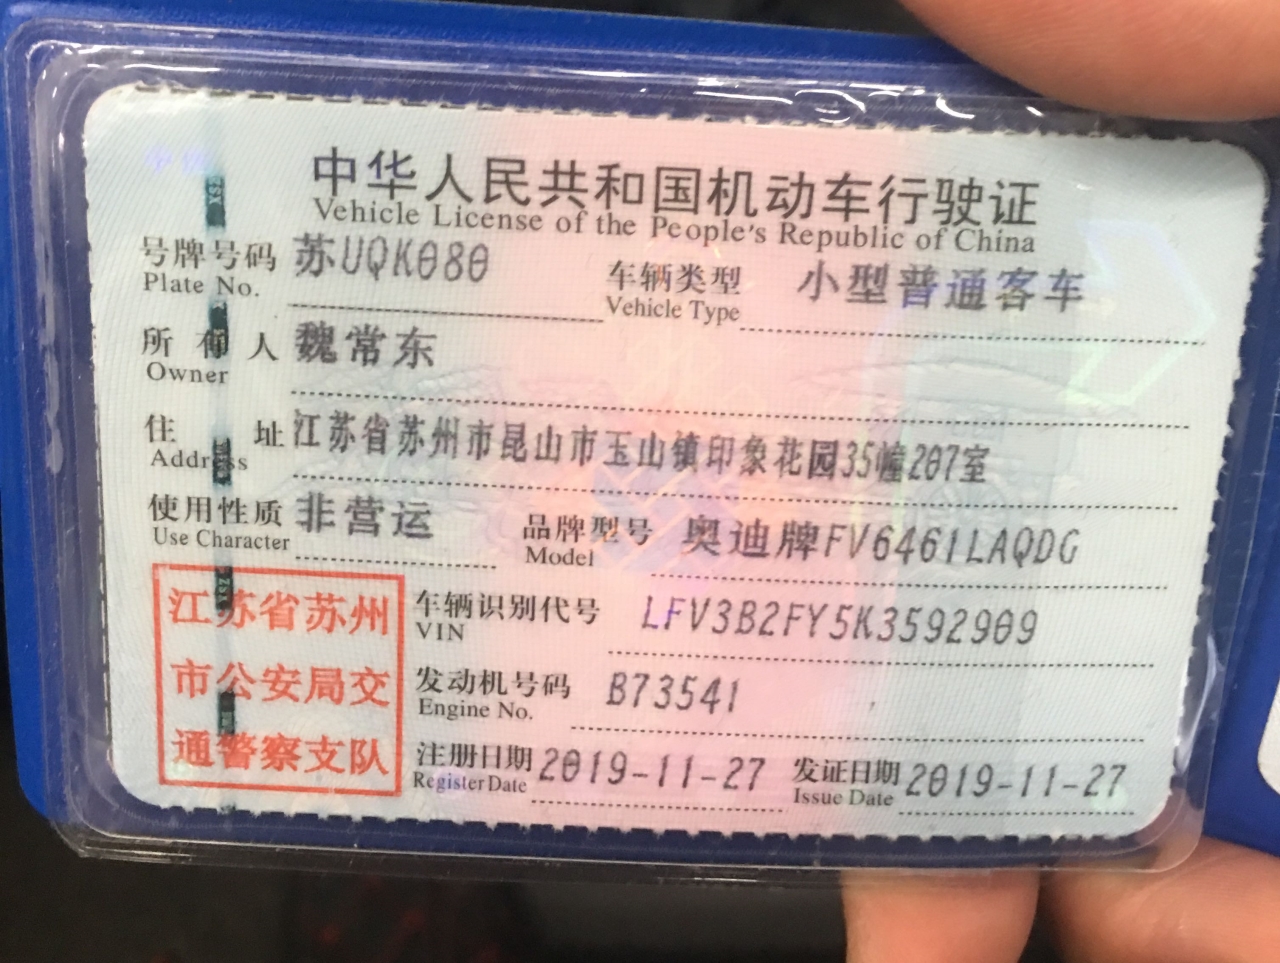 中华人民共和国机动车行驶证
Vehicle License of the People's Republic of China
号牌号码 苏UQK080 车辆类型 小型普通客车
Plate No. Vehicle Type
所有人 魏常东
Owner
住址 江苏省苏州市昆山市玉山镇印象花园35幢207室
Address
使用性质 非营运 品牌型号 奥迪牌FV6461LAQDG
Use Character Model
江苏省苏州
市公安局交
通警察支队
车辆识别代号 LFV3B2FY5K3592909
VIN
发动机号码 B73541
Engine No.
注册日期 2019-11-27 发证日期 2019-11-27
Register Date Issue Date